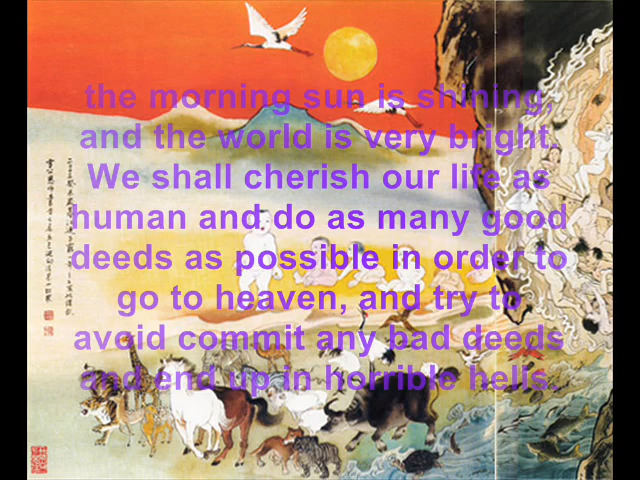 the morning sun is shining,
and the world is very bright.
We shall cherish our life as
human and do as many good
deeds as possible in order to
go to heaven, and try to
avoid commit any bad deeds
and end up in horrible hells.